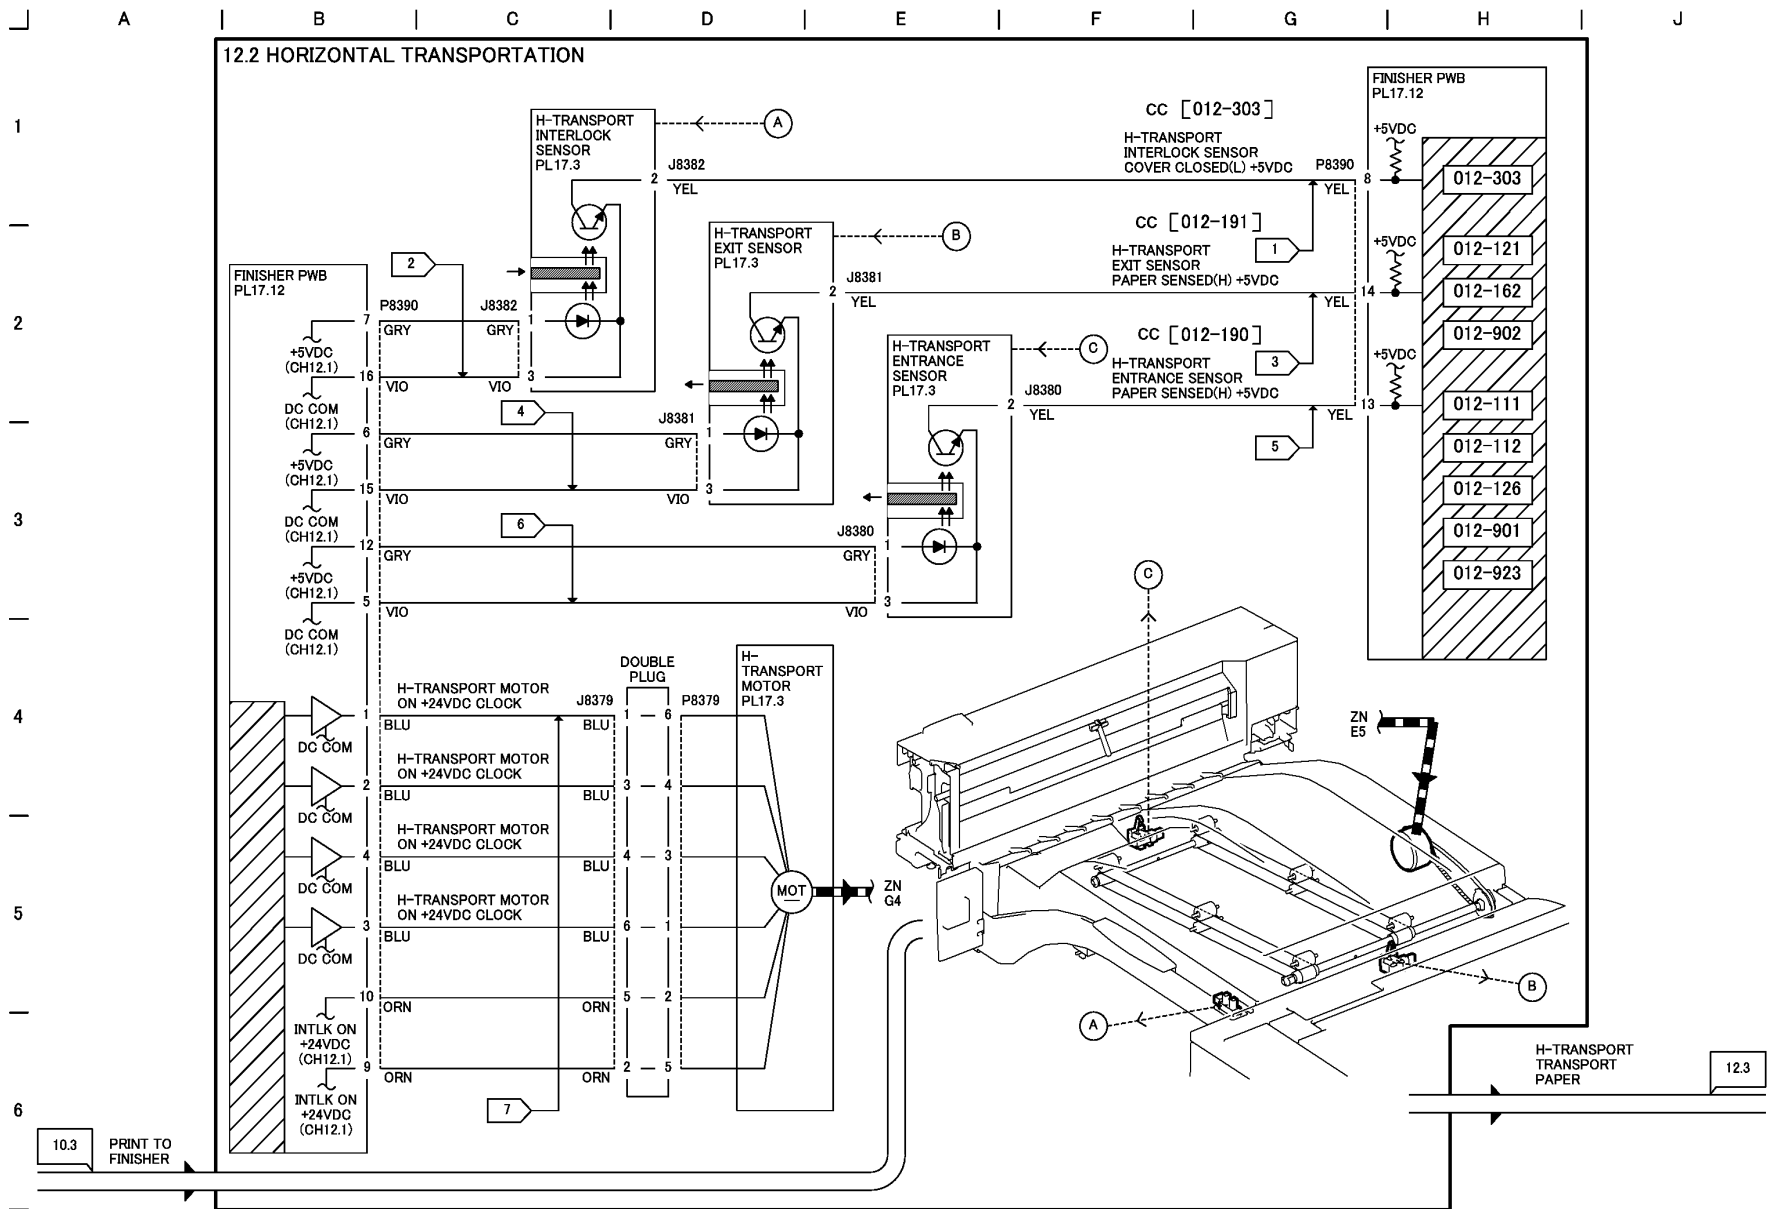 A B C D E F G H J
1
2
3
4
5
6
12.2 HORIZONTAL TRANSPORTATION
H-TRANSPORT
INTERLOCK
SENSOR
PL17.3
A
J8382
2
YEL
CC [012-303]
H-TRANSPORT
INTERLOCK SENSOR
COVER CLOSED(L) +5VDC
P8390
YEL
8
FINISHER PWB
PL17.12
+5VDC
012-303
H-TRANSPORT
EXIT SENSOR
PL17.3
B
J8381
2
YEL
CC [012-191]
H-TRANSPORT
EXIT SENSOR
PAPER SENSED(H) +5VDC
1
YEL
14
+5VDC
012-121
012-162
012-902
H-TRANSPORT
ENTRANCE
SENSOR
PL17.3
C
J8380
2
YEL
CC [012-190]
H-TRANSPORT
ENTRANCE SENSOR
PAPER SENSED(H) +5VDC
3
YEL
13
+5VDC
5
012-111
012-112
012-126
012-901
012-923
FINISHER PWB
PL17.12
2
P8390
J8382
7
GRY
GRY
1
+5VDC
(CH12.1)
16
VIO
VIO
3
DC COM
(CH12.1)
4
J8381
6
GRY
GRY
1
+5VDC
(CH12.1)
15
VIO
VIO
3
DC COM
(CH12.1)
6
J8380
12
GRY
GRY
1
+5VDC
(CH12.1)
5
VIO
VIO
3
DC COM
(CH12.1)
DOUBLE
PLUG
H-
TRANSPORT
MOTOR
PL17.3
H-TRANSPORT MOTOR
ON +24VDC CLOCK
J8379
P8379
1
BLU
BLU
1
6
DC COM
H-TRANSPORT MOTOR
ON +24VDC CLOCK
2
BLU
BLU
3
4
DC COM
H-TRANSPORT MOTOR
ON +24VDC CLOCK
4
BLU
BLU
4
3
DC COM
H-TRANSPORT MOTOR
ON +24VDC CLOCK
3
BLU
BLU
6
1
DC COM
MOT
ZN
G4
10
ORN
ORN
5
2
INTLK ON
+24VDC
(CH12.1)
9
ORN
ORN
2
5
INTLK ON
+24VDC
(CH12.1)
7
C
ZN
E5
B
A
10.3
PRINT TO
FINISHER
H-TRANSPORT
TRANSPORT
PAPER
12.3